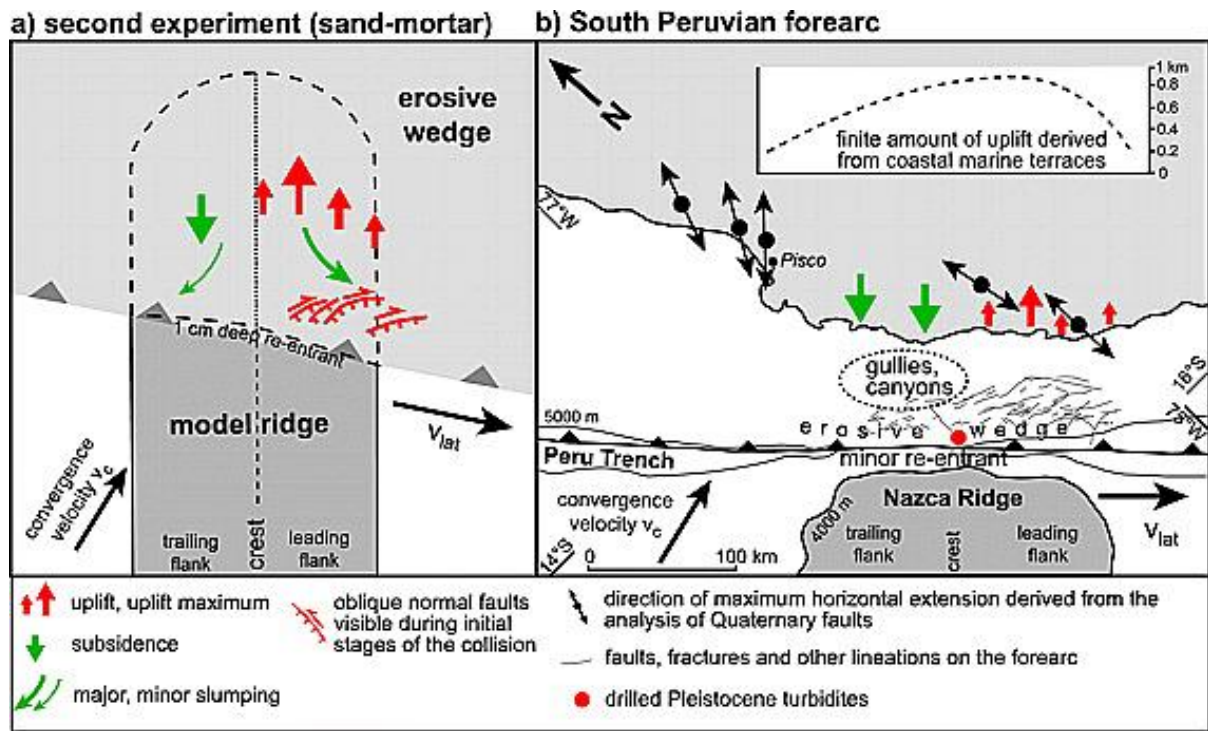 a) second experiment (sand-mortar)
erosive
wedge
1 cm deep re-entrant
model ridge
convergence
velocity vc
vlat
trailing
flank
crest
leading
flank
b) South Peruvian forearc
N
1 km
0.8
0.6
0.4
0.2
0
finite amount of uplift derived
from coastal marine terraces
77°W
Pisco
gullies,
canyons
16°S
75°W
5000 m
erosive wedge
Peru Trench
minor re-entrant
convergence
velocity vc
Nazca Ridge
4000 m
vlat
14°S
0 100 km
trailing
flank
crest
leading
flank
uplift, uplift maximum
subsidence
major, minor slumping
oblique normal faults
visible during initial
stages of the collision
direction of maximum horizontal extension derived from the
analysis of Quaternary faults
faults, fractures and other lineations on the forearc
drilled Pleistocene turbidites